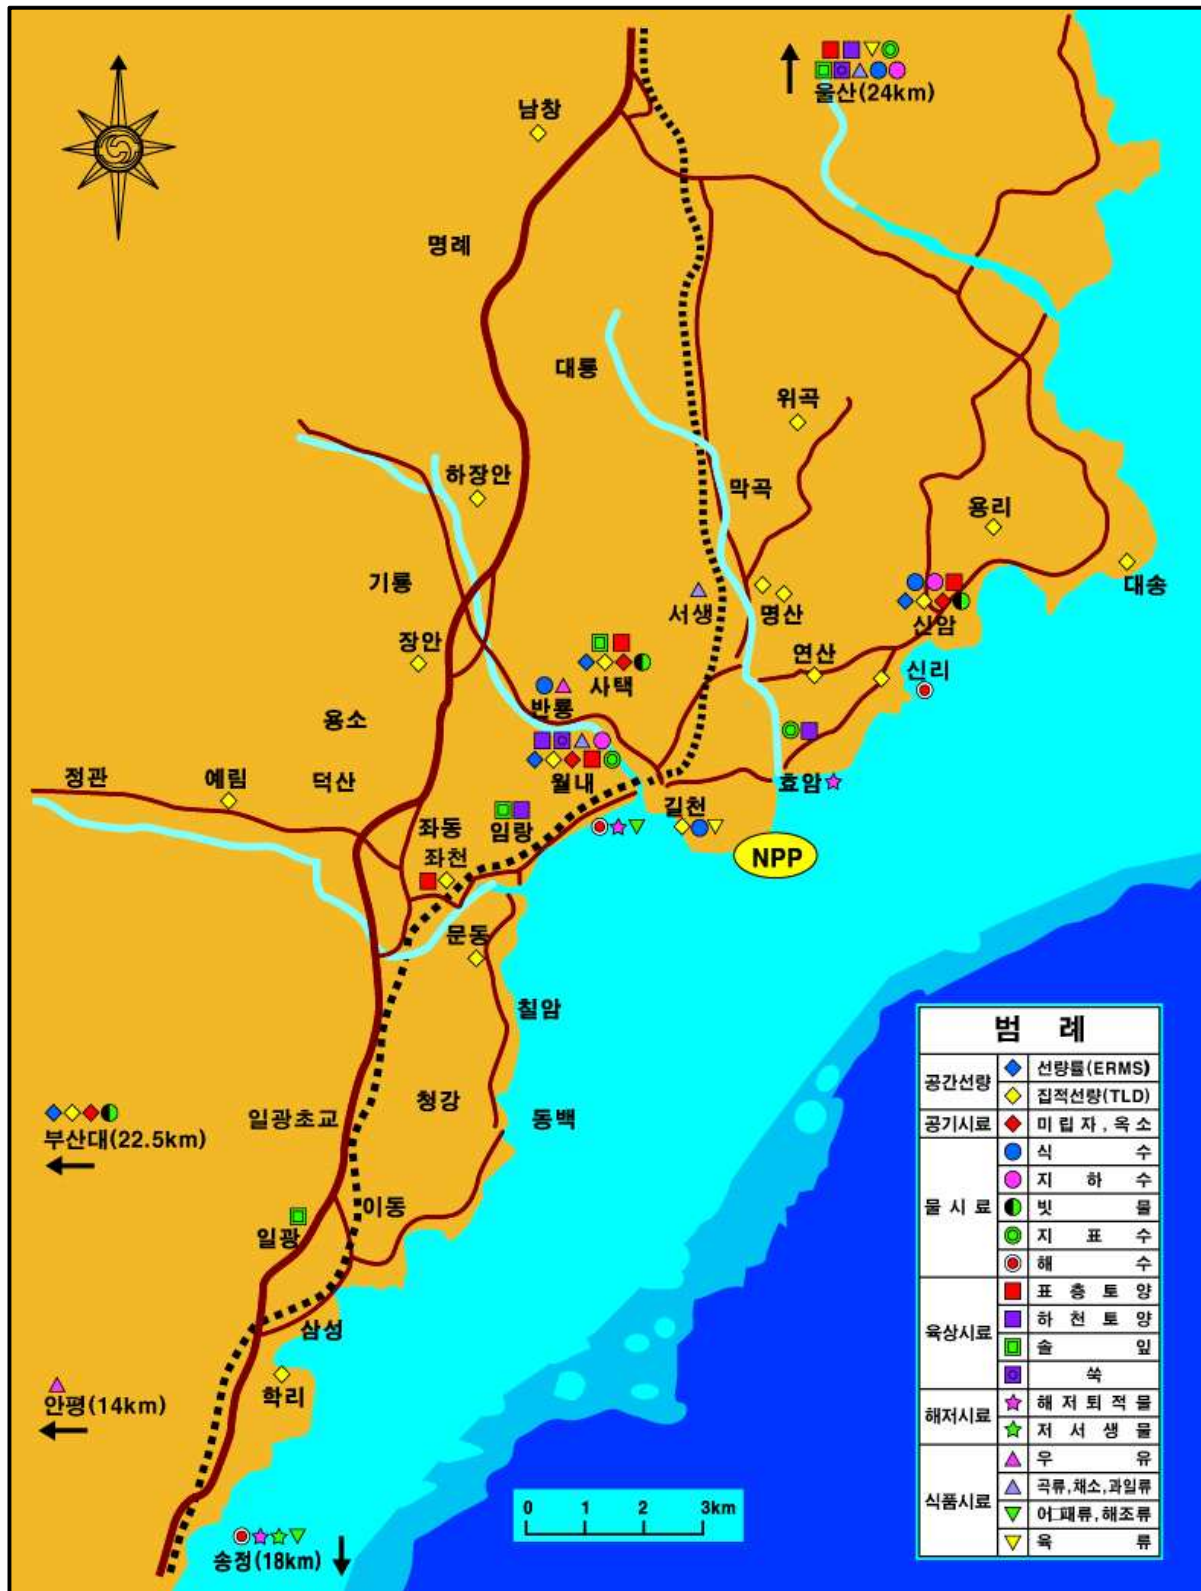 울산(24km)
남창
명례
대룡
위곡
하장안
막곡
용리
기룡
서생
명산
대송
신암
장안
사택
연산
신리
반룡
용소
정관
예림
덕산
월내
효암
길천
좌동
임랑
좌천
NPP
문동
칠암
청강
일광초교
동백
부산대(22.5km)
이동
일광
삼성
학리
안평(14km)
송정(18km)
0 1 2 3km
범 례
공간선량
선량률(ERMS)
집적선량(TLD)
공기시료
미립자, 옥소
물 시 료
식 수
지 하 수
빗 물
지 표 수
해 수
육상시료
표 층 토 양
하 천 토 양
솔 잎
쑥
해저시료
해 저 퇴 적 물
저 서 생 물
식품시료
우 유
곡류,채소,과일류
어□패류,해조류
육 류